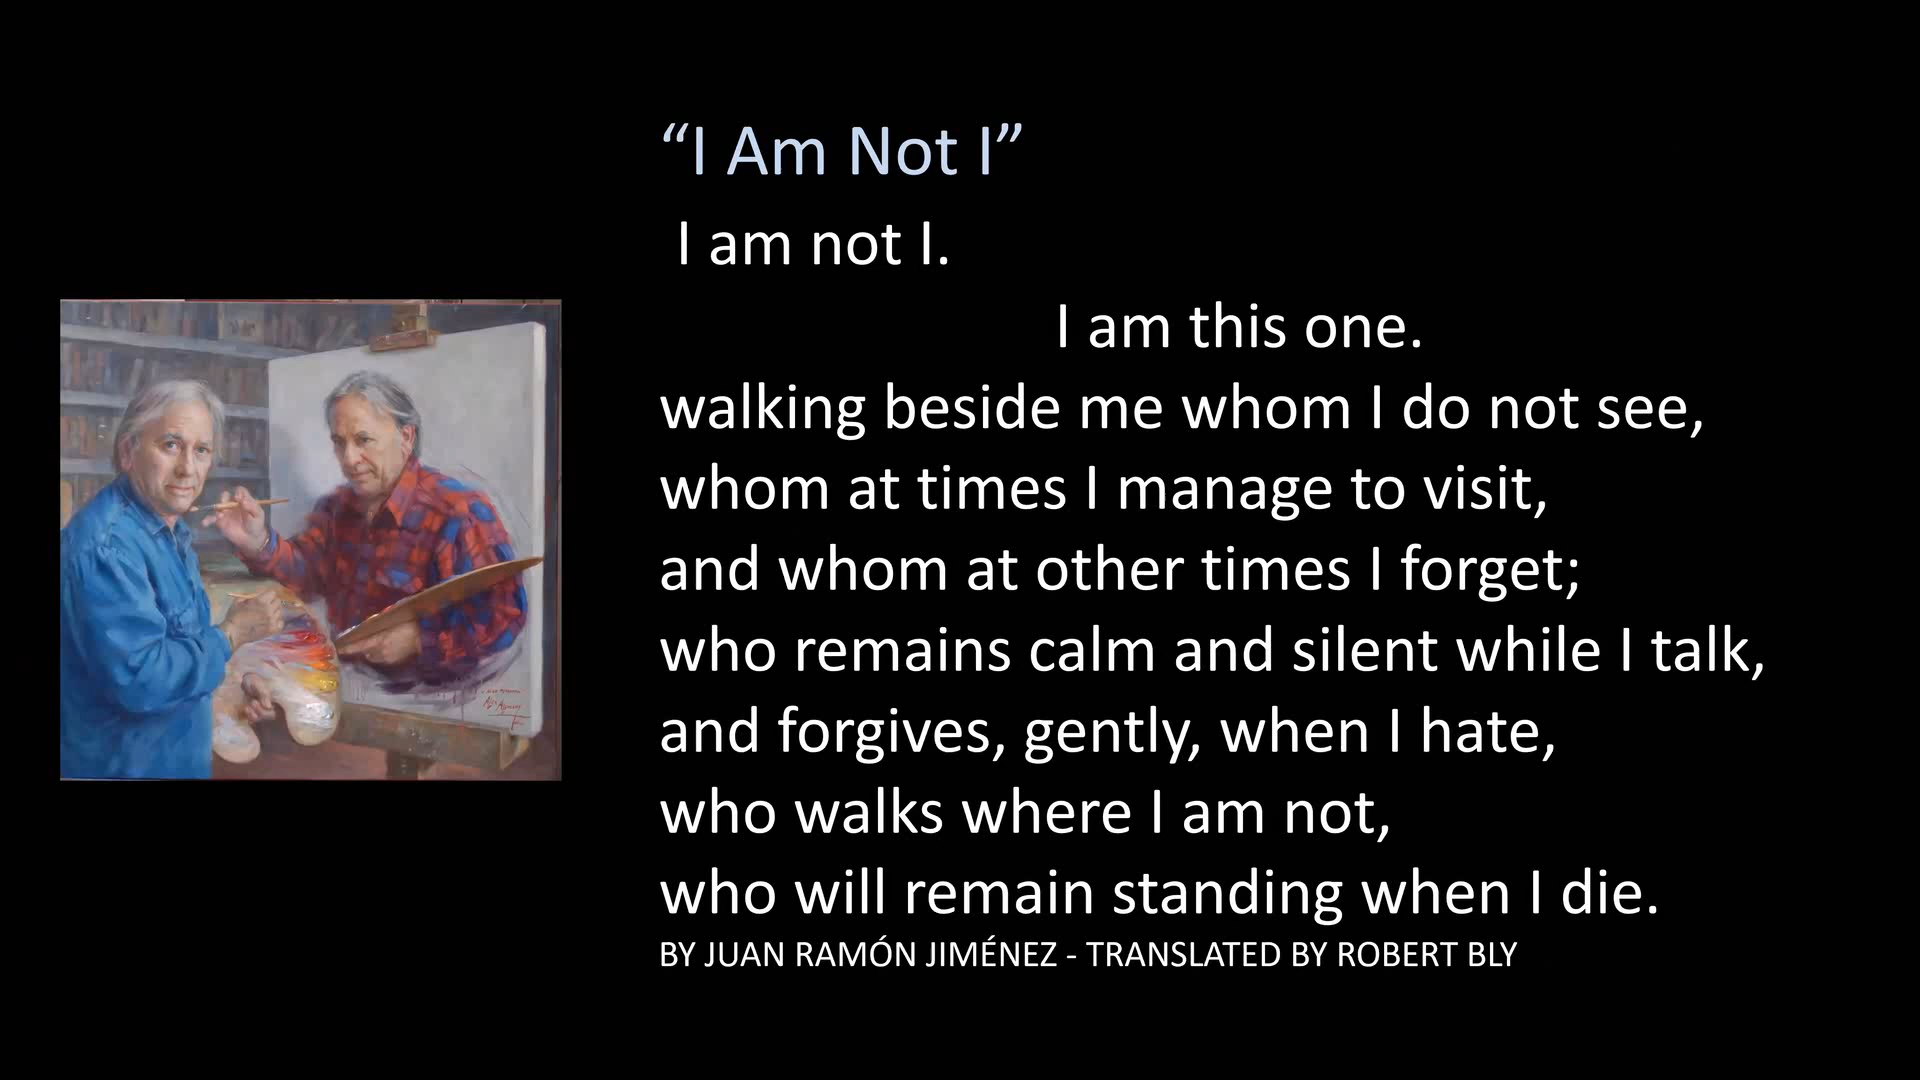 “I Am Not I”
I am not I.
I am this one.
walking beside me whom I do not see,
whom at times I manage to visit,
and whom at other times I forget;
who remains calm and silent while I talk,
and forgives, gently, when I hate,
who walks where I am not,
who will remain standing when I die.
BY JUAN RAMÓN JIMÉNEZ - TRANSLATED BY ROBERT BLY